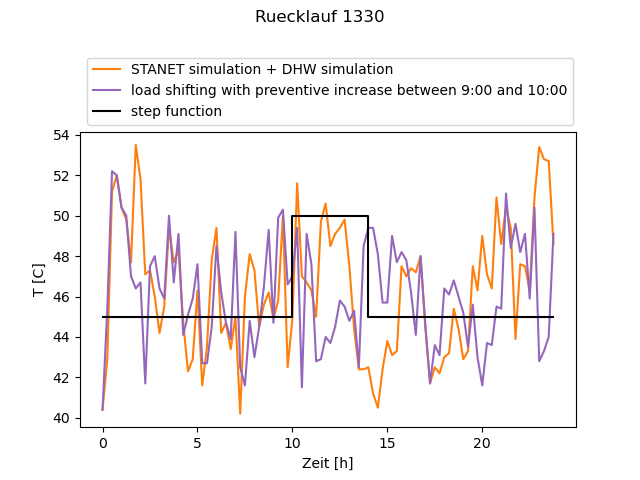 Ruecklauf 1330
STANET simulation + DHW simulation
load shifting with preventive increase between 9:00 and 10:00
step function
54
52
50
48
46
44
42
40
T [C]
0 5 10 15 20
Zeit [h]